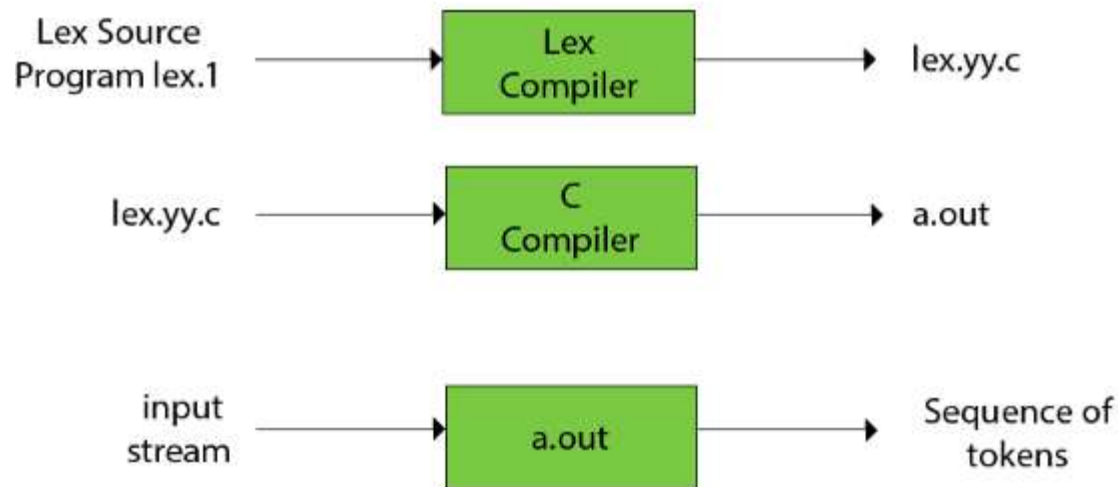 Lex Source
Program lex.1
Lex
Compiler
lex.yy.c
lex.yy.c
C
Compiler
a.out
input
stream
a.out
Sequence of
tokens